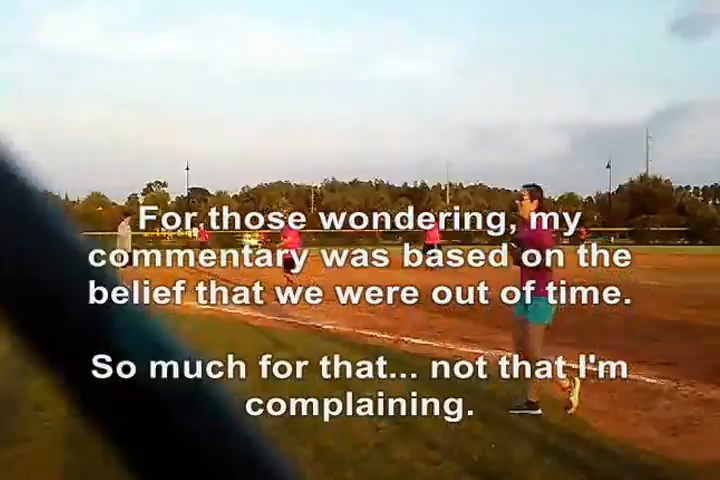 For those wondering, my
commentary was based on the
belief that we were out of time.
So much for that... not that I'm
complaining.